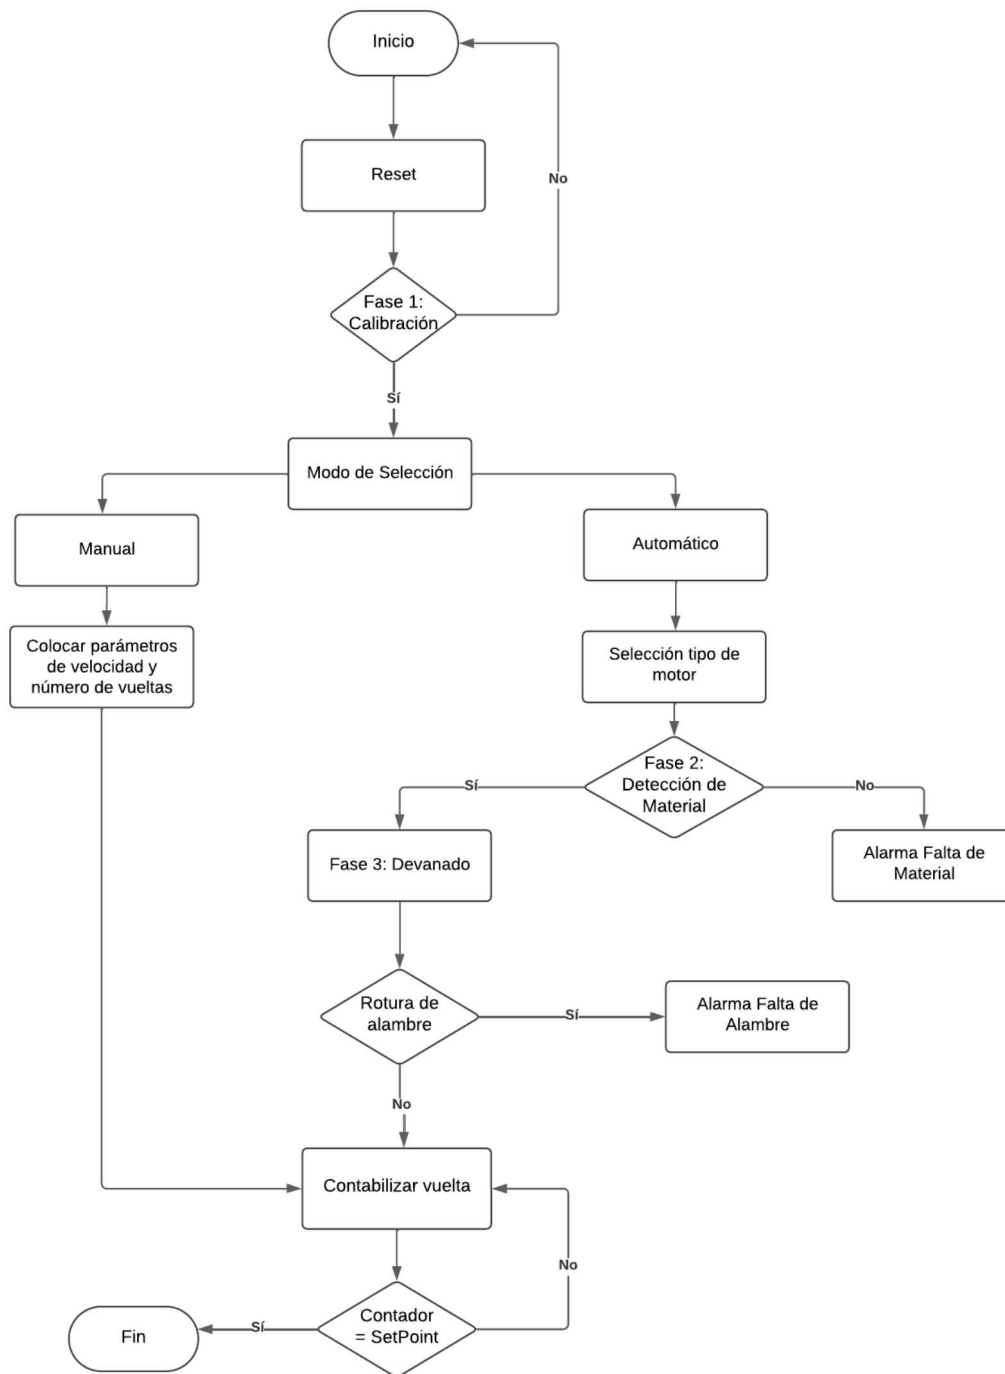 Inicio
Reset
No
Fase 1:
Calibración
Sí
Modo de Selección
Manual
Automático
Colocar parámetros
de velocidad y
número de vueltas
Selección tipo de
motor
Fase 2:
Detección de
Material
Sí
No
Fase 3: Devanado
Alarma Falta de
Material
Rotura de
alambre
Sí
Alarma Falta de
Alambre
No
Contabilizar vuelta
No
Contador
= SetPoint
Sí
Fin